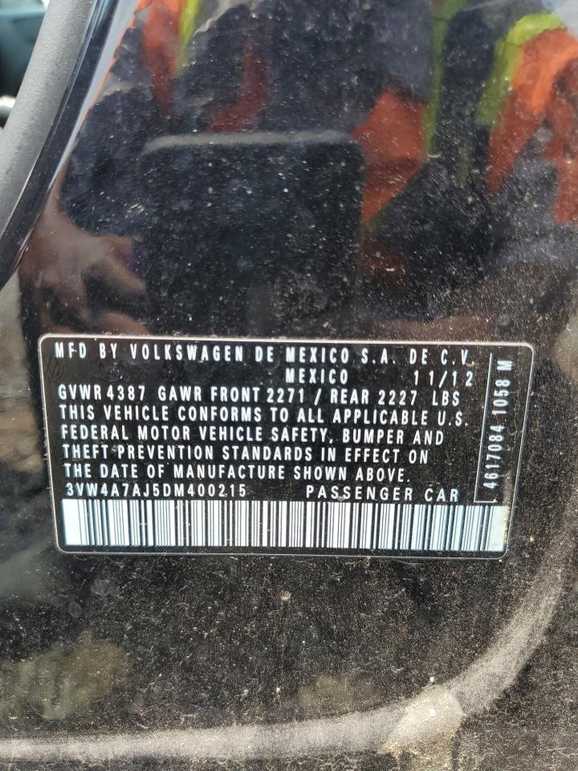 MFD BY VOLKSWAGEN DE MEXICO S.A. DE C.V.
MEXICO 11/12
GVWR 4387 GAWR FRONT 2271 / REAR 2227 LBS
THIS VEHICLE CONFORMS TO ALL APPLICABLE U.S.
FEDERAL MOTOR VEHICLE SAFETY, BUMPER AND
THEFT PREVENTION STANDARDS IN EFFECT ON
THE DATE OF MANUFACTURE SHOWN ABOVE.
3VW4A7AJ5DM400215 PASSENGER CAR
4617084 1058 M